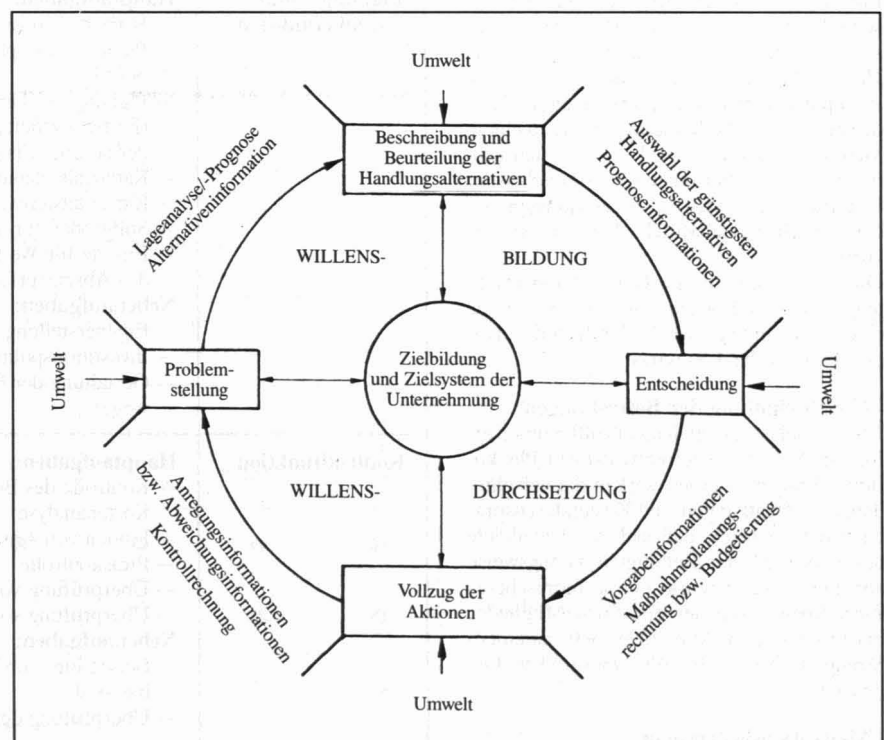 Umwelt
Beschreibung und
Beurteilung der
Handlungsalternativen
Lageanalyse/-Prognose
Alternativeninformation
Auswahl der günstigsten
Handlungsalternativen
Prognoseinformationen
WILLENS-
BILDUNG
Umwelt
Problem-
stellung
Zielbildung
und Zielsystem der
Unternehmung
Entscheidung
Umwelt
WILLENS-
DURCHSETZUNG
Anregungsinformationen
bzw. Abweichungsinformationen
Kontrollrechnung
Vorgabeinformationen
Maßnahmenplanungs-
rechnung bzw. Budgetierung
Vollzug der
Aktionen
Umwelt